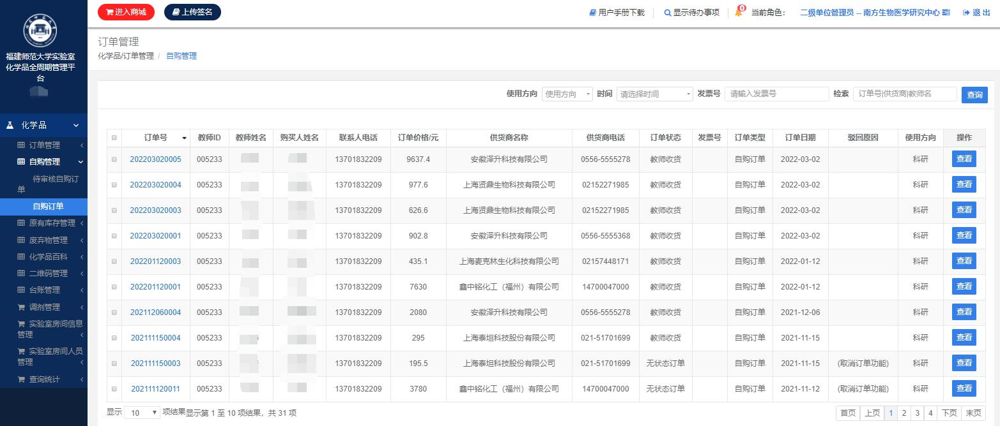 进入商城 上传签名 用户手册下载 显示待办事项 0 当前角色： 二级单位管理员 -- 南方生物医学研究中心 退 出
福建师范大学实验室
化学品全周期管理平
台
化学品
订单管理
自购管理
待审核自购订
单
自购订单
原有库存管理
废弃物管理
化学品百科
二维码管理
台账管理
调剂管理
实验室房间信息
管理
实验室房间人员
管理
查询统计
订单管理
化学品/订单管理 / 自购管理
使用方向 使用方向 时间 请选择时间 发票号 请输入发票号 检索 订单号|供货商|教师名 查询
订单号 教师ID 教师姓名 购买人姓名 联系人电话 订单价格/元 供货商名称 供货商电话 订单状态 发票号 订单类型 订单日期 驳回原因 使用方向 操作
202203020005 005233 13701832209 9637.4 安徽泽升科技有限公司 0556-5555278 教师收货 自购订单 2022-03-02 科研 查看
202203020004 005233 13701832209 977.6 上海贤鼎生物科技有限公司 02152271985 教师收货 自购订单 2022-03-02 科研 查看
202203020003 005233 13701832209 626.6 上海贤鼎生物科技有限公司 02152271985 教师收货 自购订单 2022-03-02 科研 查看
202203020001 005233 13701832209 902.8 安徽泽升科技有限公司 0556-5555368 教师收货 自购订单 2022-03-02 科研 查看
202201120003 005233 13701832209 435.1 上海麦克林生化科技有限公司 02157448171 教师收货 自购订单 2022-01-12 科研 查看
202201120001 005233 13701832209 7630 鑫中铭化工（福州）有限公司 14700047000 教师收货 自购订单 2022-01-12 科研 查看
202112060004 005233 13701832209 2080 安徽泽升科技有限公司 0556-5555278 教师收货 自购订单 2021-12-06 科研 查看
202111150004 005233 13701832209 295 上海泰坦科技股份有限公司 021-51701699 教师收货 自购订单 2021-11-15 科研 查看
202111150003 005233 13701832209 195.5 上海泰坦科技股份有限公司 021-51701699 无状态订单 自购订单 2021-11-15 (取消订单功能) 科研 查看
202111120011 005233 13701832209 3780 鑫中铭化工（福州）有限公司 14700047000 无状态订单 自购订单 2021-11-12 (取消订单功能) 科研 查看
显示 10 项结果显示第 1 至 10 项结果，共 31 项 首页 上页 1 2 3 4 下页 末页